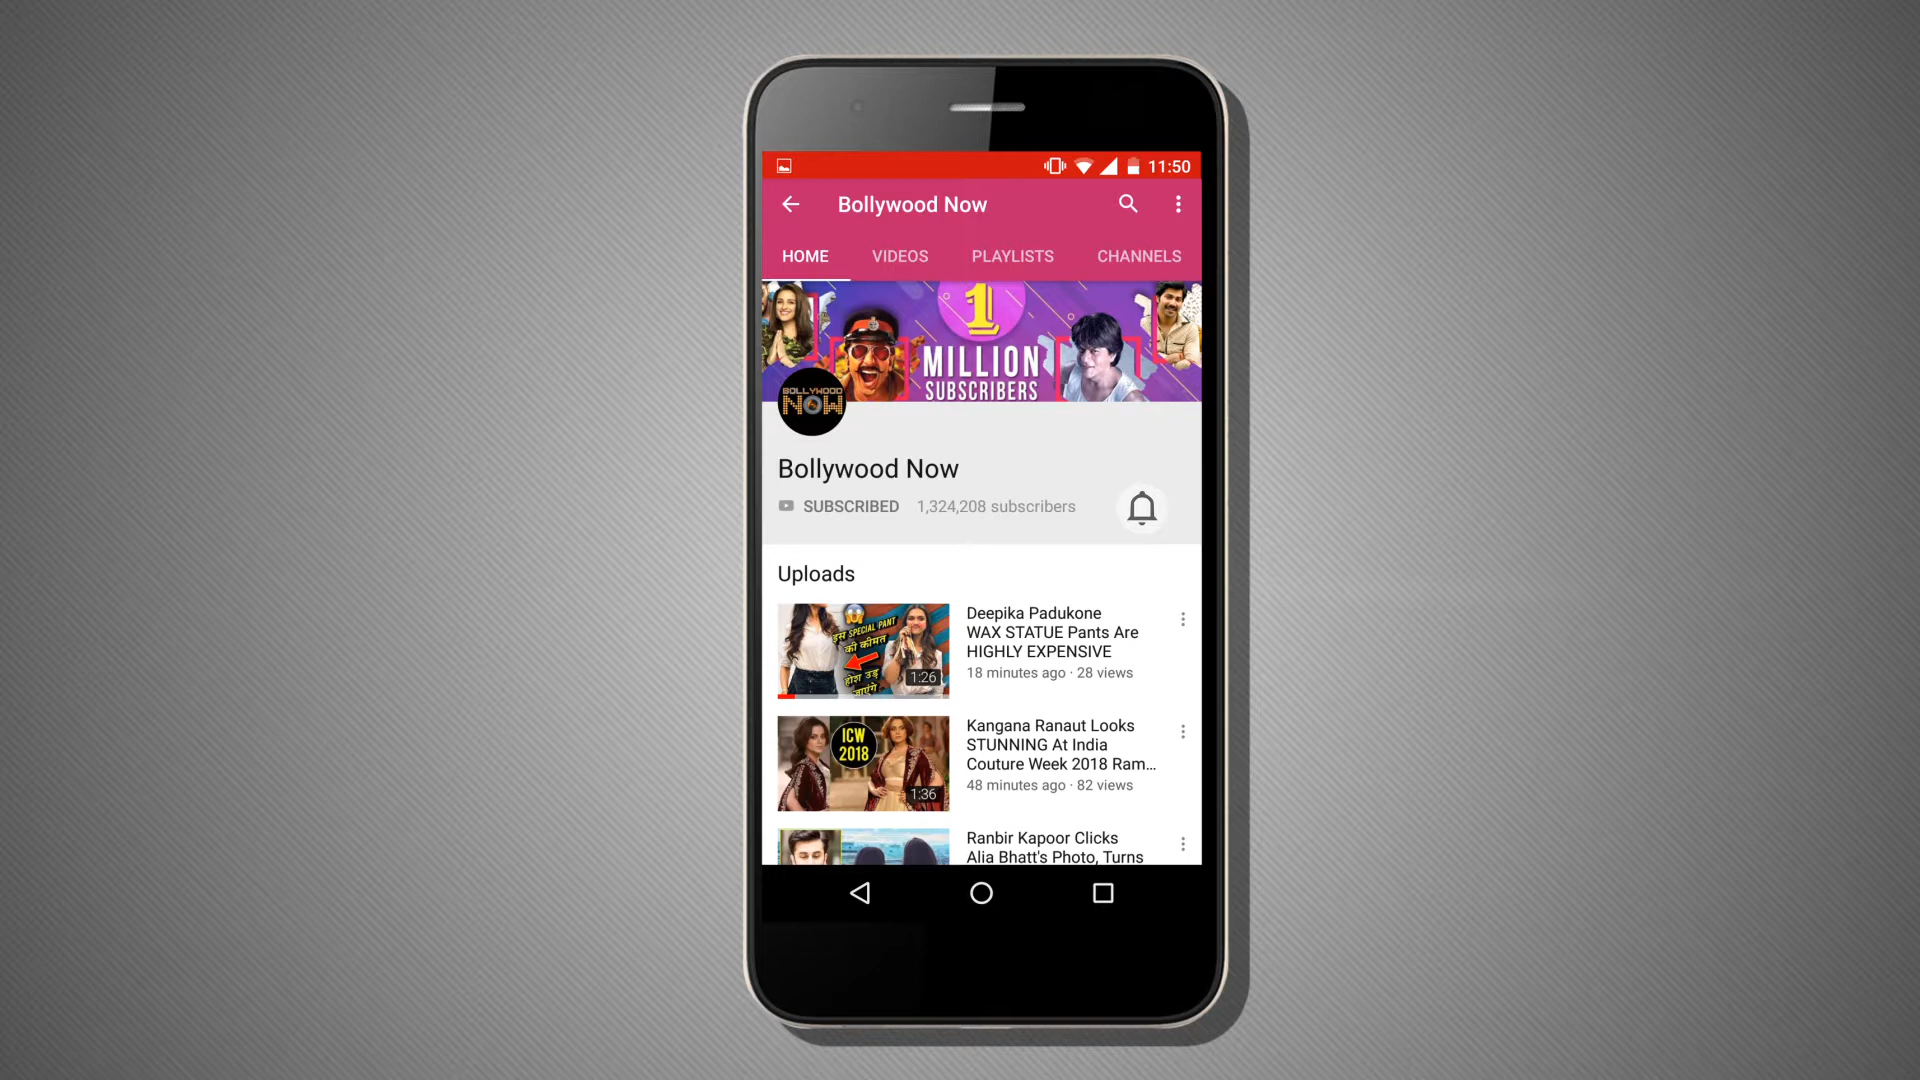 11:50
Bollywood Now
HOME VIDEOS PLAYLISTS CHANNELS
1
MILLION
SUBSCRIBERS
BOLLYWOOD
NOW
Bollywood Now
SUBSCRIBED 1,324,208 subscribers
Uploads
इस SPECIAL PANT
की कीमत
होश उड़
जाएंगे
1:26
Deepika Padukone
WAX STATUE Pants Are
HIGHLY EXPENSIVE
18 minutes ago · 28 views
ICW
2018
1:36
Kangana Ranaut Looks
STUNNING At India
Couture Week 2018 Ram...
48 minutes ago · 82 views
Ranbir Kapoor Clicks
Alia Bhatt's Photo, Turns